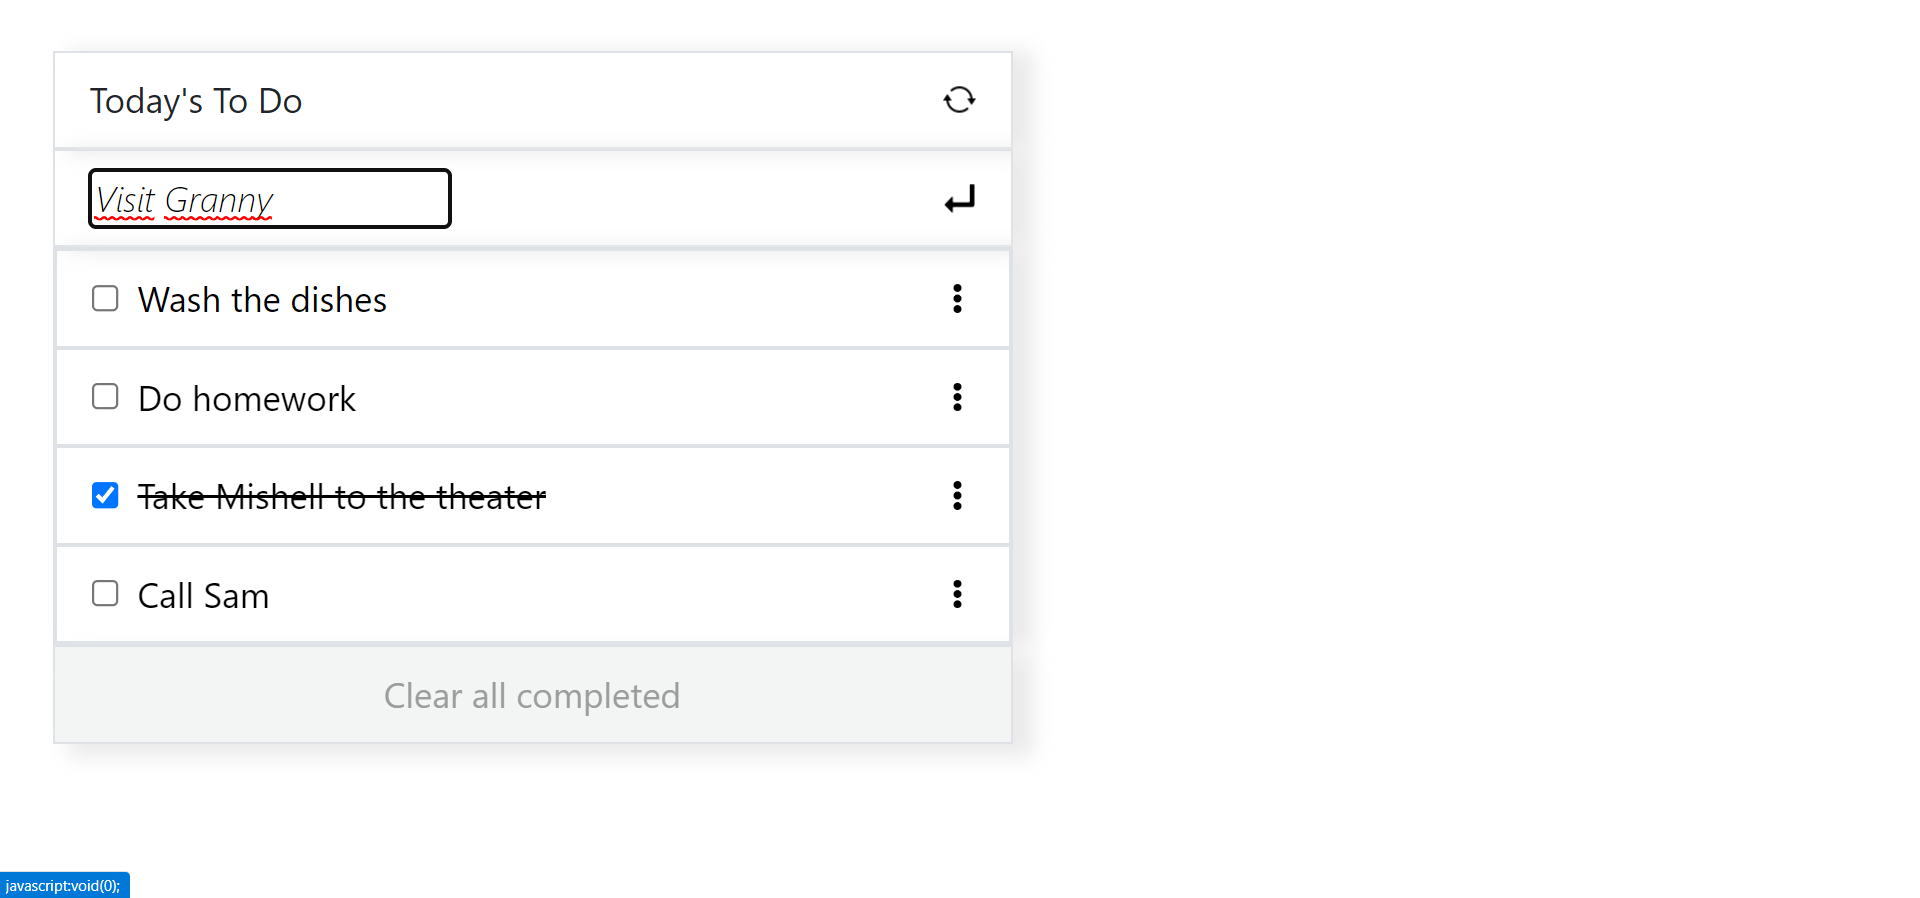 Today's To Do
Visit Granny
Wash the dishes
Do homework
Take Mishell to the theater
Call Sam
Clear all completed
javascript:void(0);